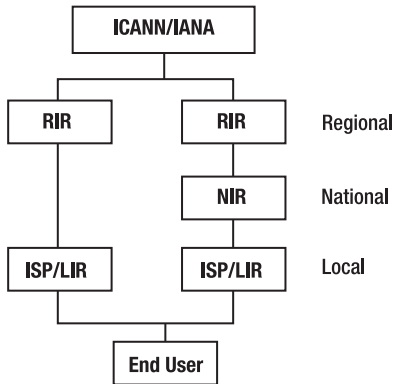 ICANN/IANA
RIR RIR Regional
NIR National
ISP/LIR ISP/LIR Local
End User